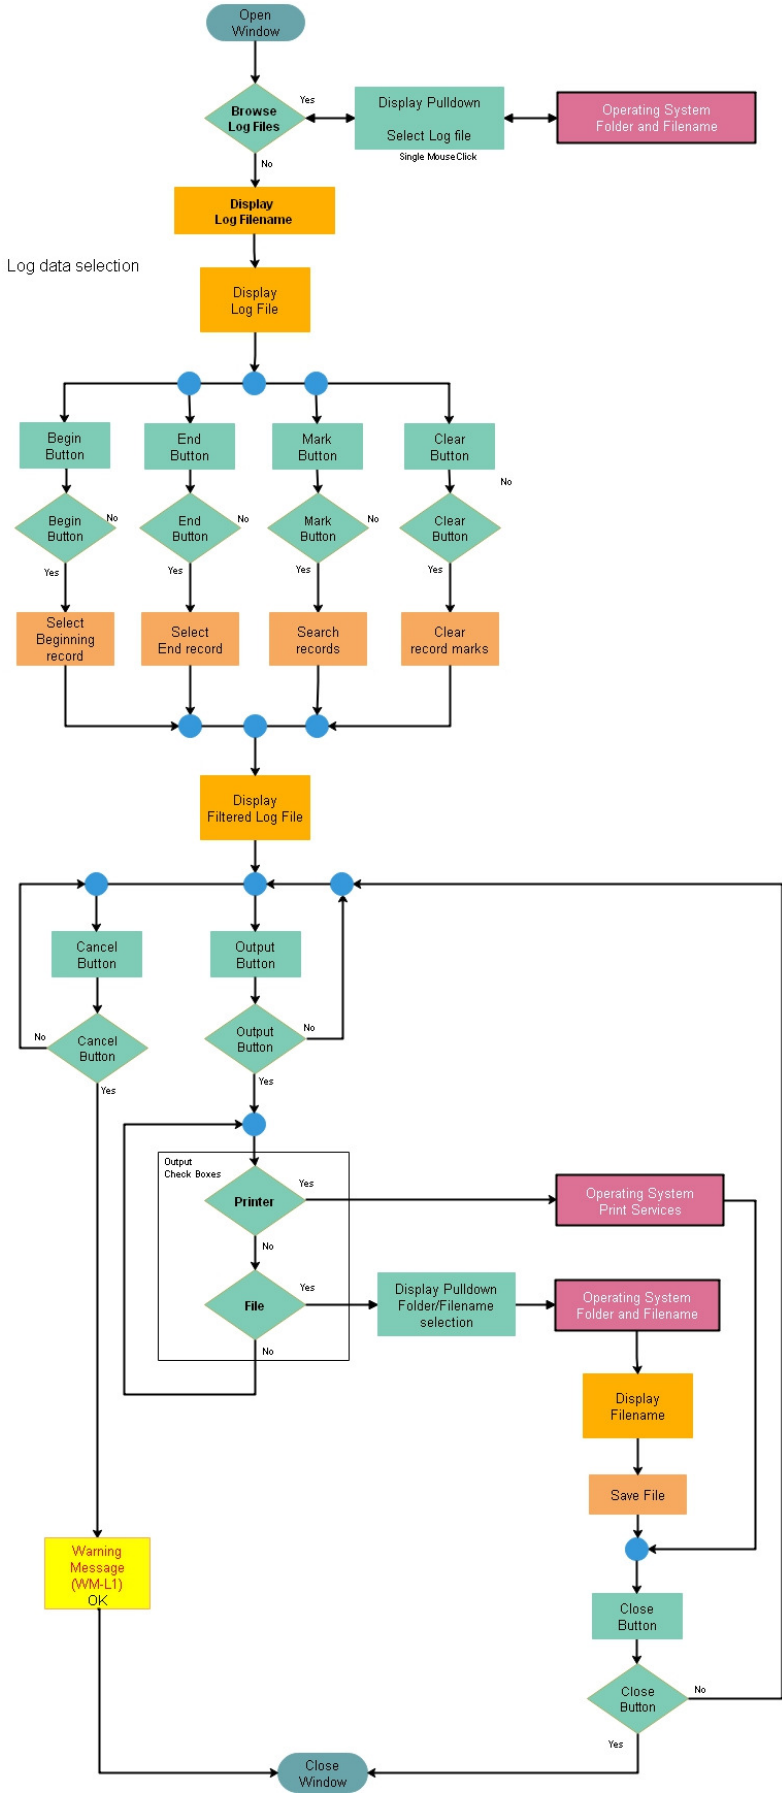 Open
Window
Browse
Log Files
Yes
Display Pulldown
Select Log file
Single MouseClick
Operating System
Folder and Filename
No
Display
Log Filename
Log data selection
Display
Log File
Begin
Button
End
Button
Mark
Button
Clear
Button
No
Begin
Button
No
End
Button
No
Mark
Button
No
Clear
Button
Yes
Yes
Yes
Yes
Select
Beginning
record
Select
End record
Search
records
Clear
record marks
Display
Filtered Log File
Cancel
Button
Output
Button
No
Cancel
Button
Yes
Output
Button
No
Yes
Output
Check Boxes
Printer
Yes
No
Operating System
Print Services
File
Yes
No
Display Pulldown
Folder/Filename
selection
Operating System
Folder and Filename
Display
Filename
Save File
Warning
Message
(WM-L1)
OK
Close
Button
Close
Button
No
Yes
Close
Window